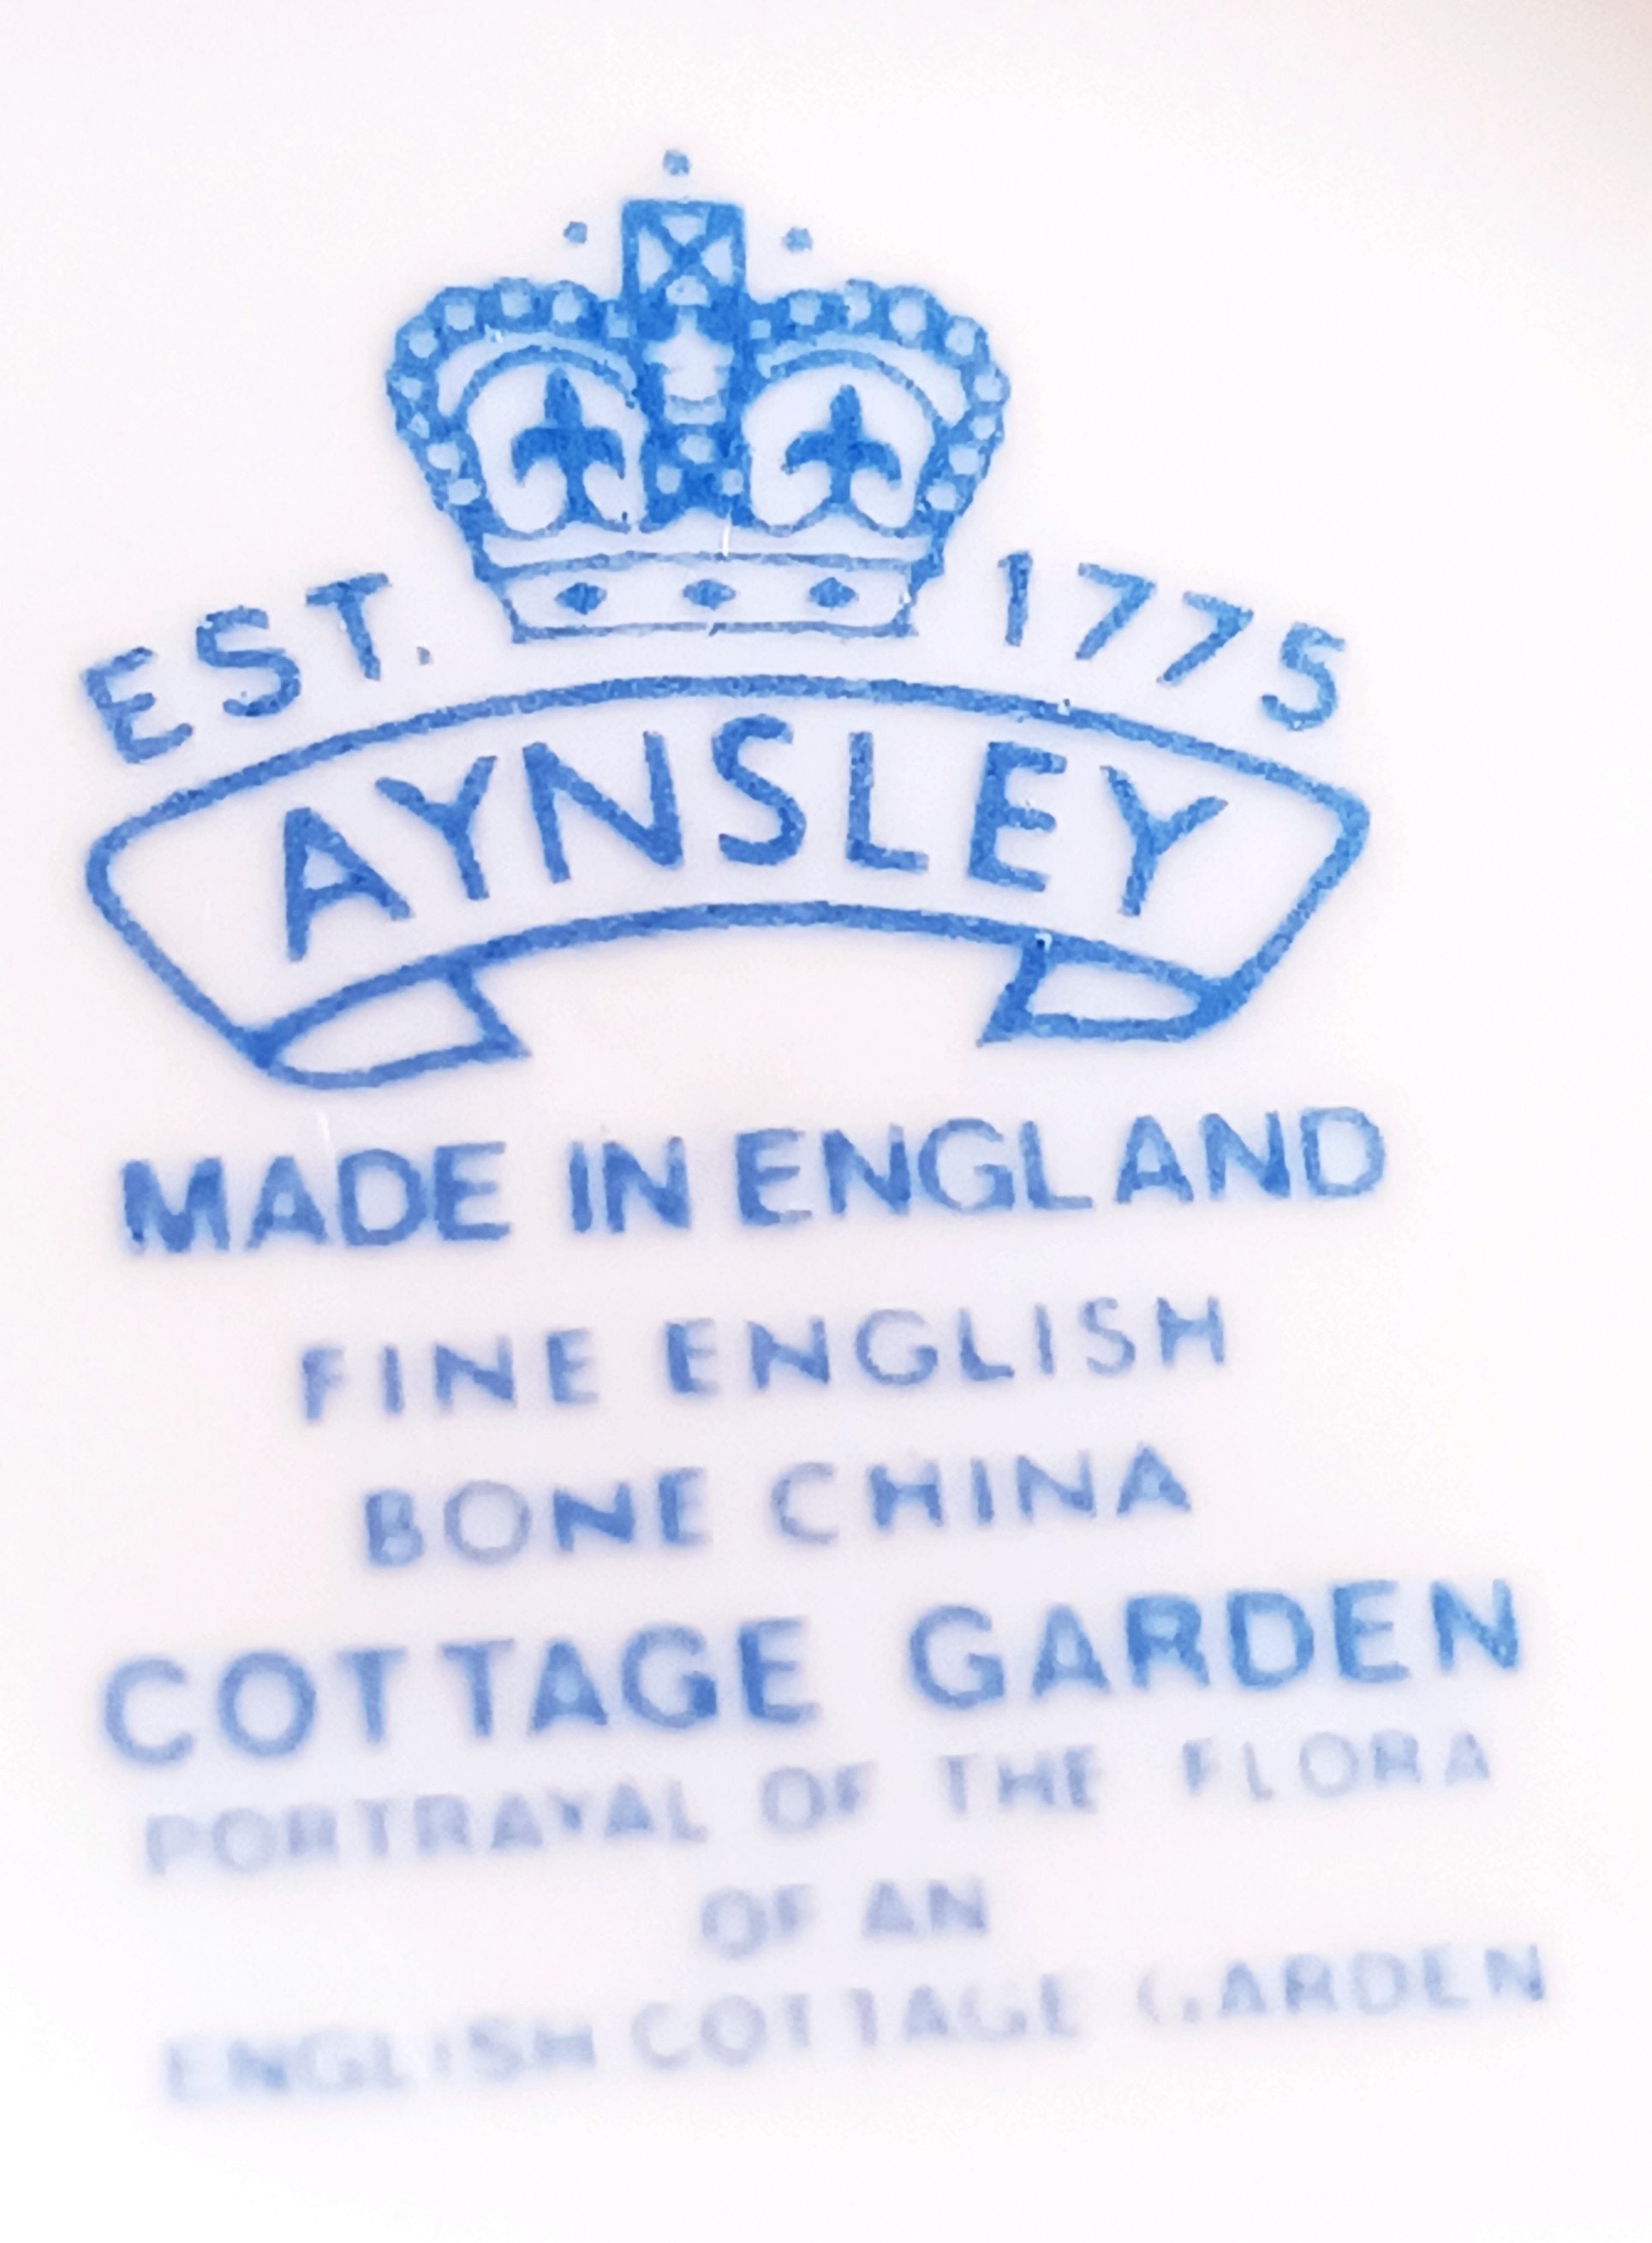 EST. 1775
AYNSLEY
MADE IN ENGLAND
FINE ENGLISH
BONE CHINA
COTTAGE GARDEN
PORTRAYAL OF THE FLORA
OF AN
ENGLISH COTTAGE GARDEN